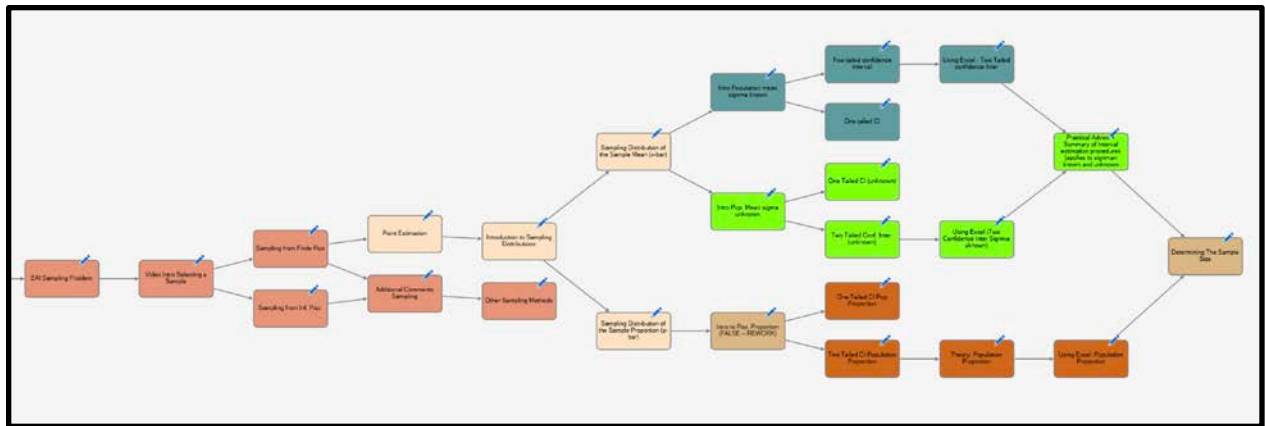 EAI Sampling Problem
Video Intro Selecting a
Sample
Sampling from Finite Pop
Sampling from Inf. Pop.
Point Estimation
Additional Comments
Sampling
Introduction to Sampling
Distributions
Other Sampling Methods
Sampling Distribution of
the Sample Mean (x-bar)
Sampling Distribution of
the Sample Proportion (p-
bar)
Intro Population mean,
sigma known
Intro Pop. Mean sigma
unknown
Intro to Pop. Proportion
(FALSE – REWORK)
Two tailed confidence
interval
One tailed CI
One Tailed CI (unknown)
Two Tailed Conf. Inter
(unknown)
One Tailed CI Pop
Proportion
Two Tailed CI Population
Proportion
Using Excel - Two Tailed
confidence Inter
Using Excel (Two
Confidence Inter Sigma
Theory: Population
Proportion
Practical Advice -
Summary of interval
estimation procedures
(applies to sigman
known and unknown
Using Excel: Population
Proportion
Determining The Sample
Size